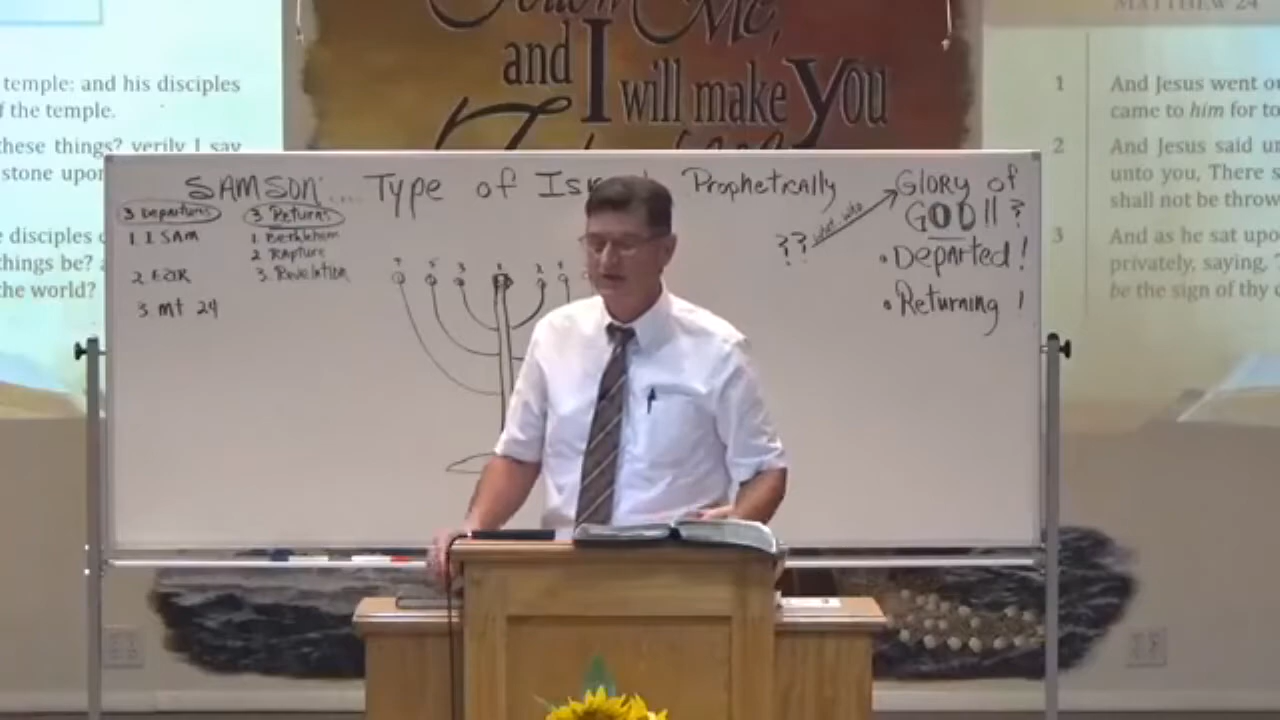 Follow Me,
and I will make you
temple: and his disciples
the temple.
these things? verily I say
stone upon
disciples
things be?
the world?
MATTHEW 24
1 And Jesus went
came to him for to
2 And Jesus said
unto you, There
shall not be throw
3 And as he sat upo
privately, saying,
be the sign of thy
SAMSON.... Type of Prophetically
3 Departures
1. I SAM
2 EZK
3 mt 24
3 Returns
1. Bethlehem
2 Rapture
3. Revelation
?? what-who
Glory of
GOD!! ?
• Departed!
• Returning !